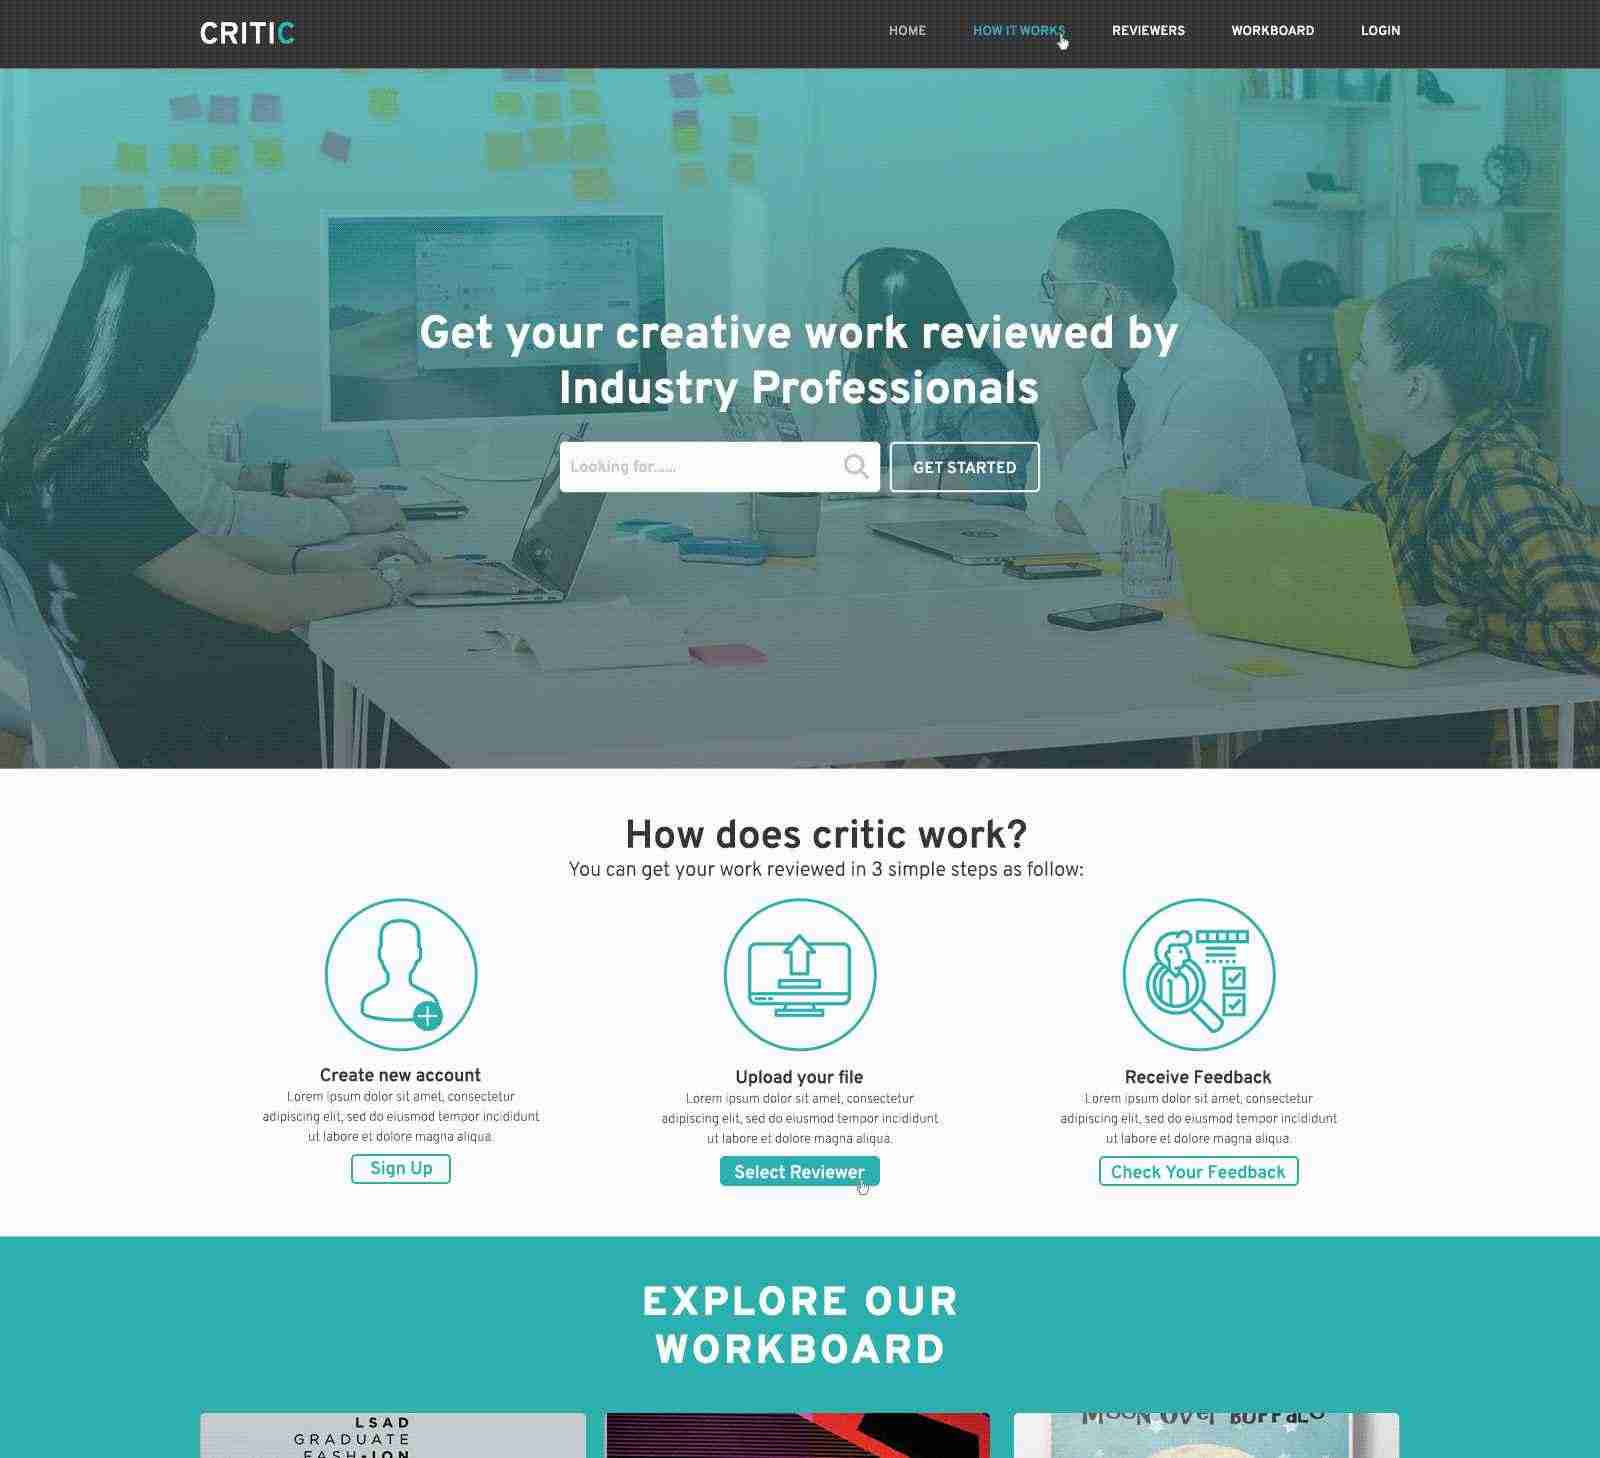 CRITIC
HOME HOW IT WORKS REVIEWERS WORKBOARD LOGIN
Get your creative work reviewed by
Industry Professionals
Looking for......
GET STARTED
How does critic work?
You can get your work reviewed in 3 simple steps as follow:
Create new account
Lorem ipsum dolor sit amet, consectetur
adipiscing elit, sed do eiusmod tempor incididunt
ut labore et dolore magna aliqua.
Sign Up
Upload your file
Lorem ipsum dolor sit amet, consectetur
adipiscing elit, sed do eiusmod tempor incididunt
ut labore et dolore magna aliqua.
Select Reviewer
Receive Feedback
Lorem ipsum dolor sit amet, consectetur
adipiscing elit, sed do eiusmod tempor incididunt
ut labore et dolore magna aliqua.
Check Your Feedback
EXPLORE OUR
WORKBOARD
LSAD
GRADUATE
FASH-ION
MOON OVER BUFFALO